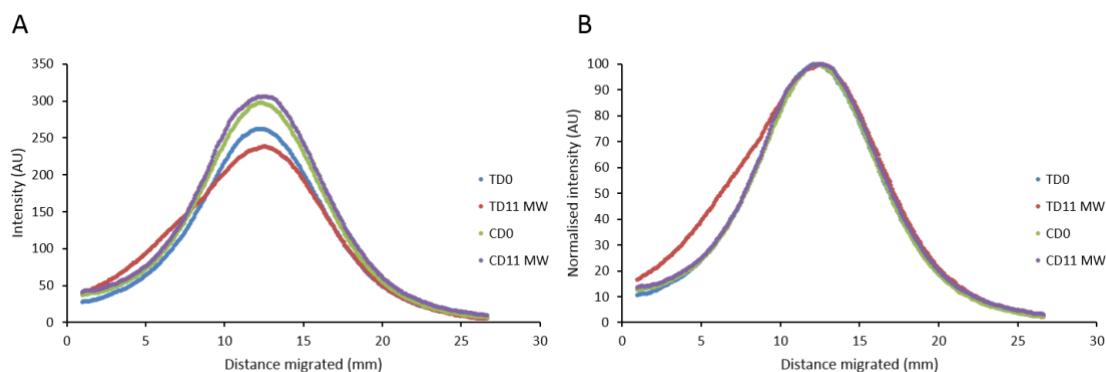 A
Intensity (AU)
350
300
250
200
150
100
50
0
0 5 10 15 20 25 30
Distance migrated (mm)
TD0
TD11 MW
CD0
CD11 MW
B
Normalised intensity (AU)
100
90
80
70
60
50
40
30
20
10
0
0 5 10 15 20 25 30
Distance migrated (mm)
TD0
TD11 MW
CD0
CD11 MW